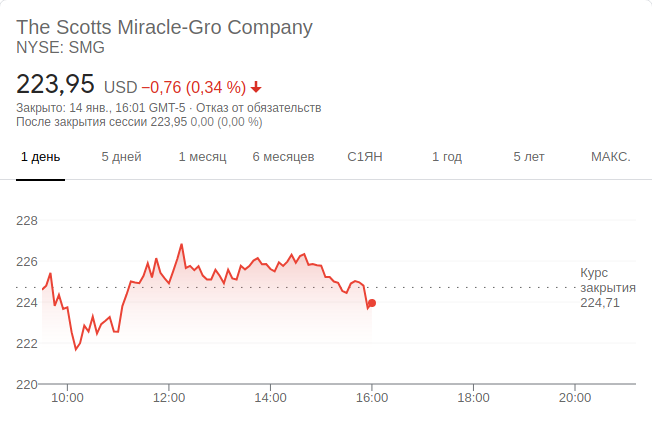 The Scotts Miracle-Gro Company
NYSE: SMG
223,95 USD −0,76 (0,34 %)
Закрыто: 14 янв., 16:01 GMT-5 · Отказ от обязательств
После закрытия сессии 223,95 0,00 (0,00 %)
1 день 5 дней 1 месяц 6 месяцев С1ЯН 1 год 5 лет МАКС.
228
226
224
222
220
Курс
закрытия
224,71
10:00 12:00 14:00 16:00 18:00 20:00